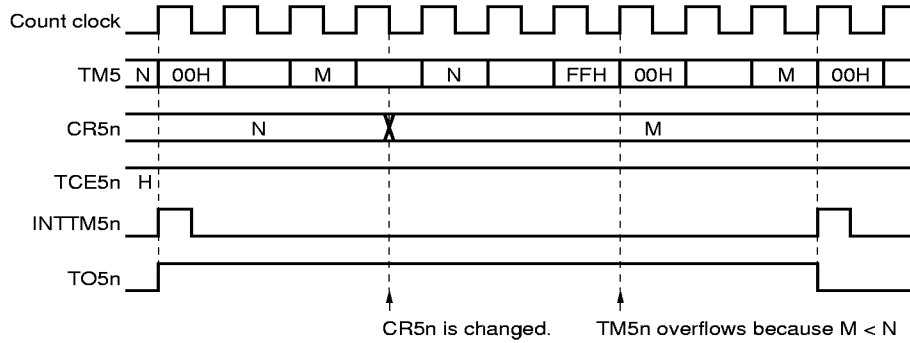 Count clock
TM5 N 00H M N FFH 00H M 00H
CR5n N M
TCE5n H
INTTM5n
TO5n
CR5n is changed. TM5n overflows because M < N